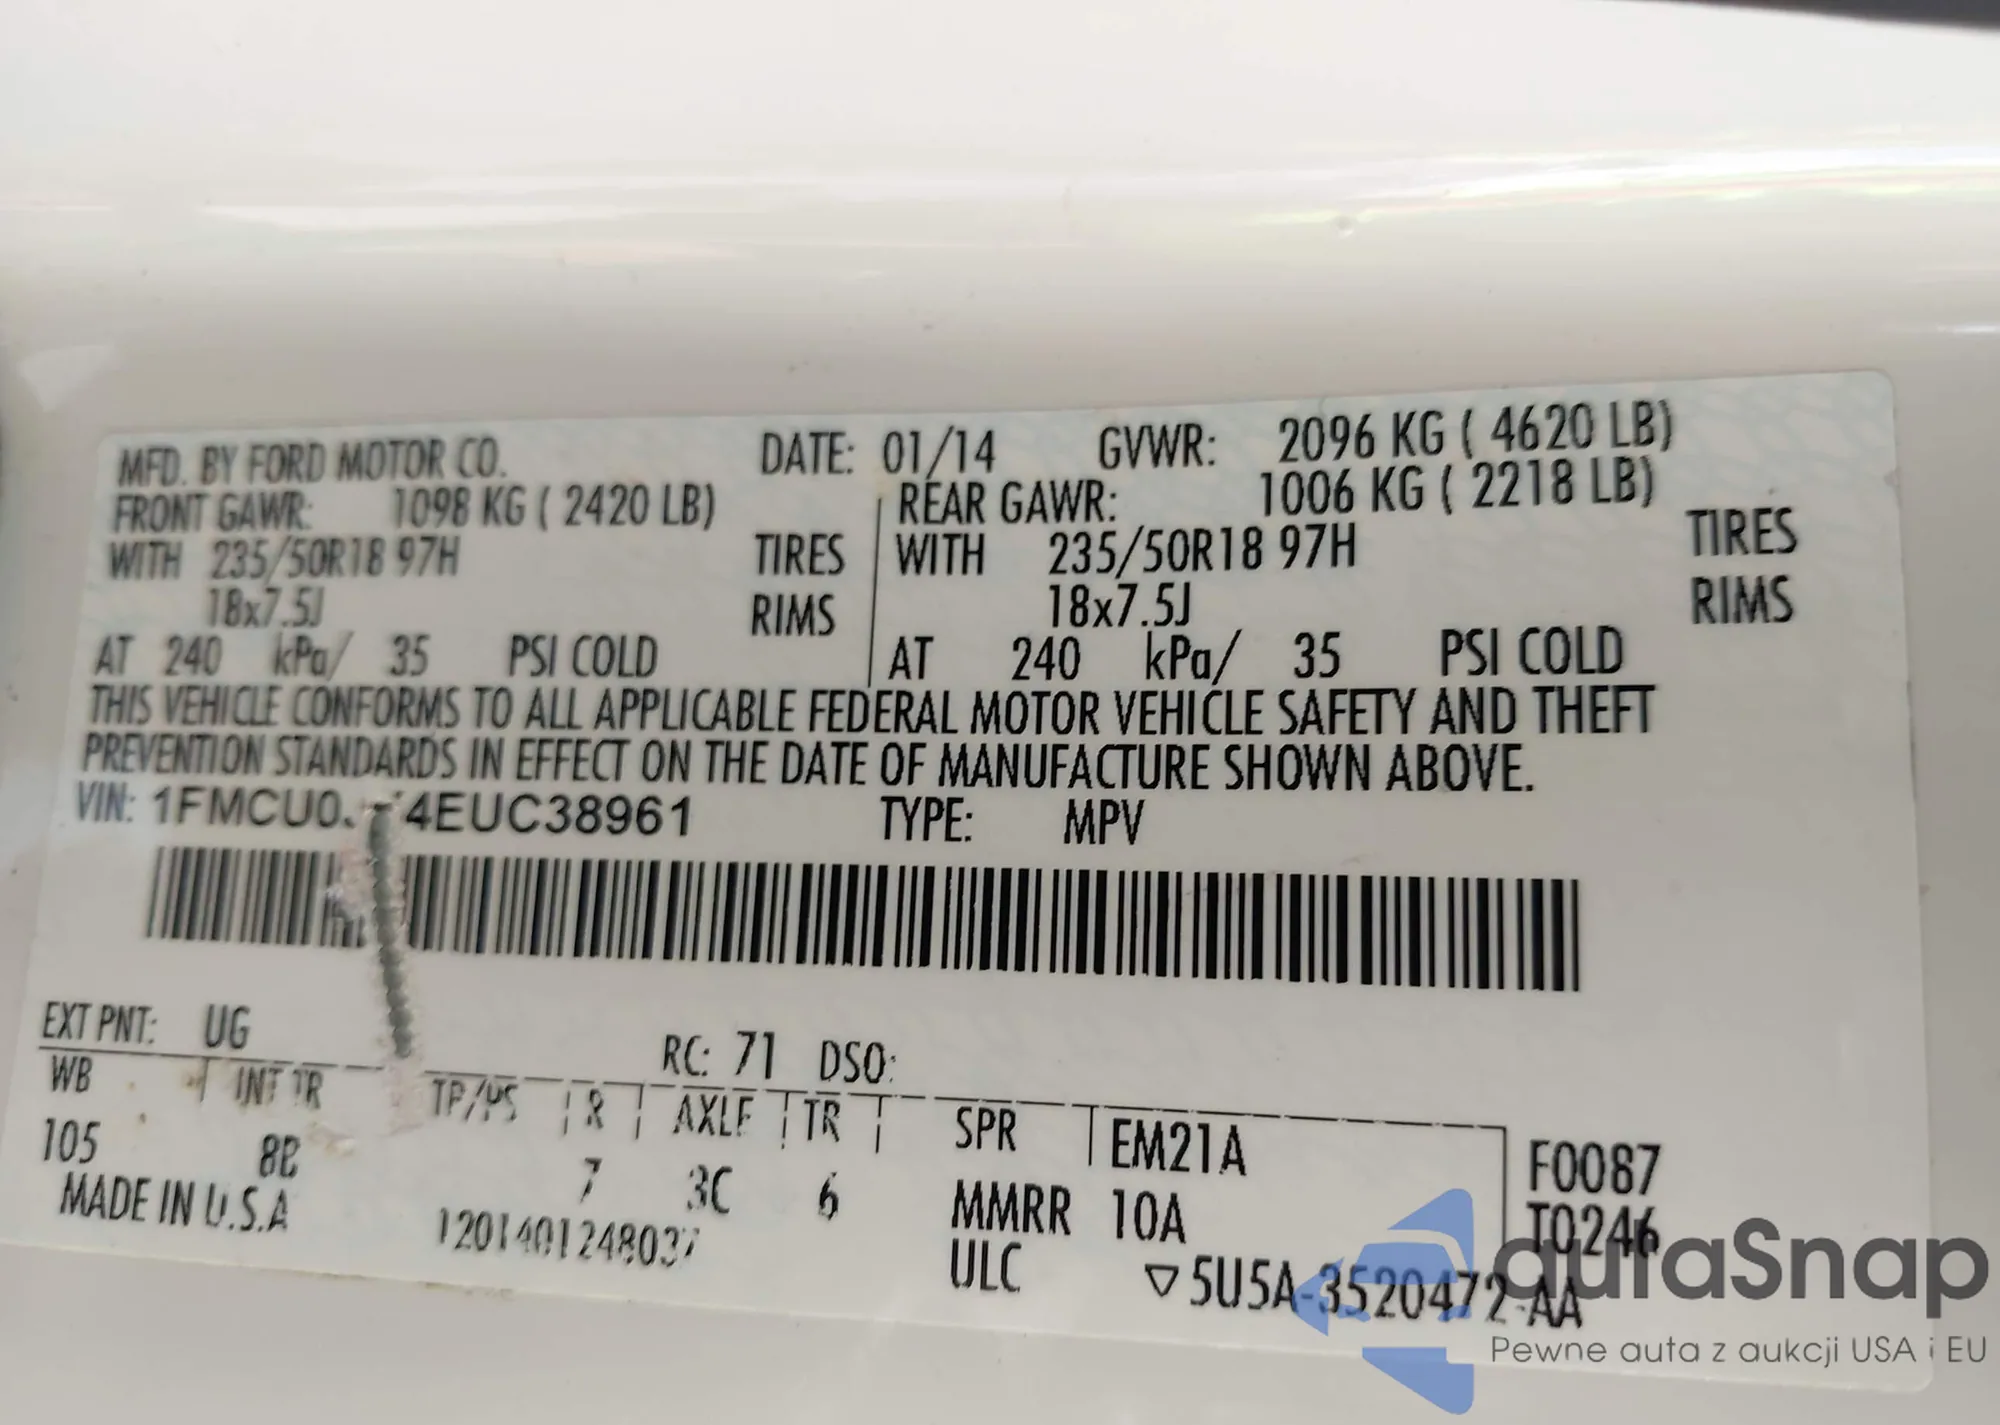 MFD. BY FORD MOTOR CO. DATE: 01/14 GVWR: 2096 KG ( 4620 LB)
FRONT GAWR: 1098 KG ( 2420 LB) REAR GAWR: 1006 KG ( 2218 LB)
WITH 235/50R18 97H TIRES WITH 235/50R18 97H TIRES
18x7.5J RIMS 18x7.5J RIMS
AT 240 kPa/ 35 PSI COLD AT 240 kPa/ 35 PSI COLD
THIS VEHICLE CONFORMS TO ALL APPLICABLE FEDERAL MOTOR VEHICLE SAFETY AND THEFT
PREVENTION STANDARDS IN EFFECT ON THE DATE OF MANUFACTURE SHOWN ABOVE.
VIN: 1FMCU0 4EUC38961 TYPE: MPV
EXT PNT: UG RC: 71 DSO:
WB INT TR TP/PS R AXLE TR SPR EM21A F0087
105 8B 7 3C 6 MMRR 10A T0246
MADE IN U.S.A 1201401248037 ULC ▽5U5A-3520472-AA
autaSnap
Pewne auta z aukcji USA i EU